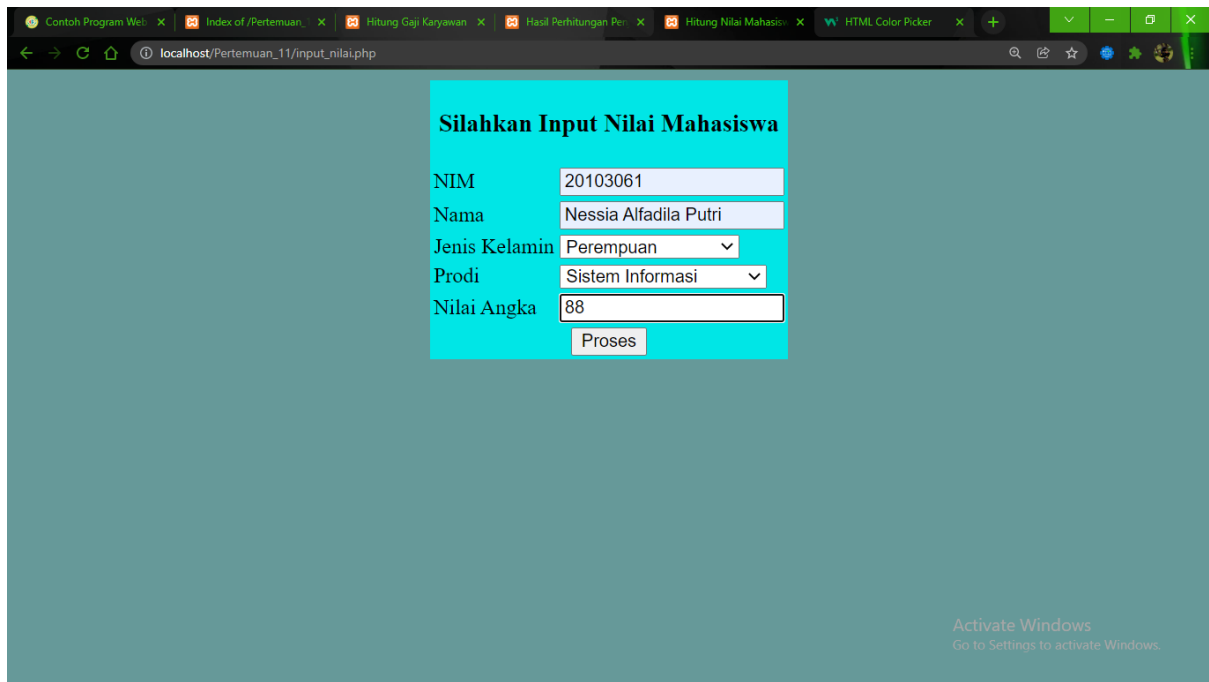 Contoh Program Web
Index of /Pertemuan_1
Hitung Gaji Karyawan
Hasil Perhitungan Pen
Hitung Nilai Mahasisw
HTML Color Picker
localhost/Pertemuan_11/input_nilai.php
Silahkan Input Nilai Mahasiswa
NIM 20103061
Nama Nessia Alfadila Putri
Jenis Kelamin Perempuan
Prodi Sistem Informasi
Nilai Angka 88
Proses
Activate Windows
Go to Settings to activate Windows.